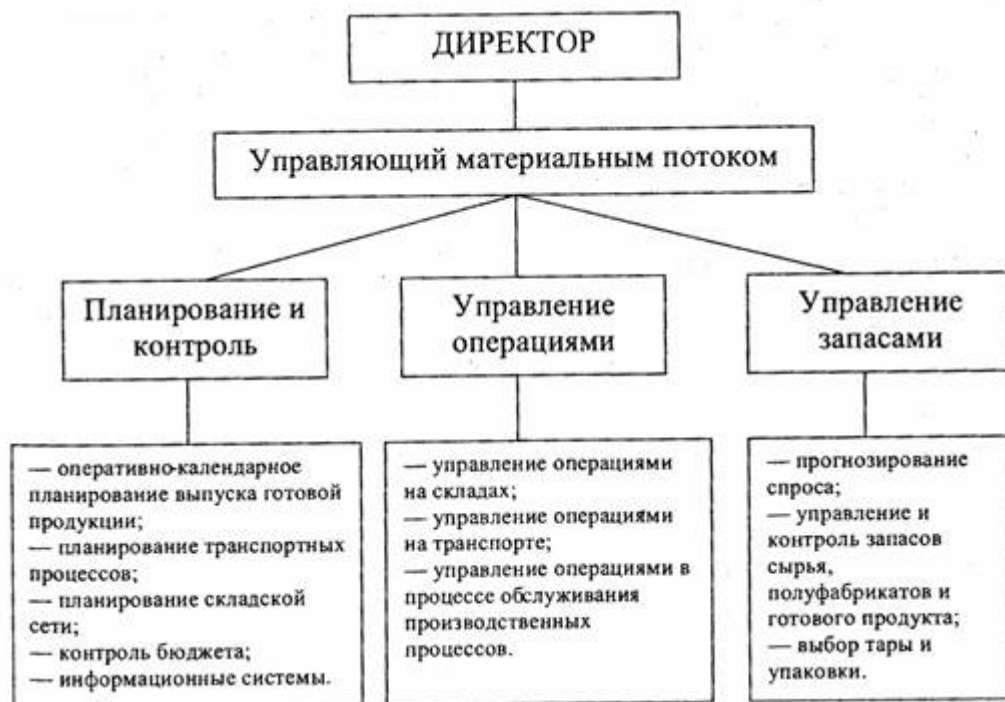 ДИРЕКТОР
Управляющий материальным потоком
Планирование и
контроль
Управление
операциями
Управление
запасами
— оперативно-календарное
планирование выпуска готовой
продукции;
— планирование транспортных
процессов;
— планирование складской
сети;
— контроль бюджета;
— информационные системы.
— управление операциями
на складах;
— управление операциями
на транспорте;
— управление операциями в
процессе обслуживания
производственных
процессов.
— прогнозирование
спроса;
— управление и
контроль запасов
сырья,
полуфабрикатов и
готового продукта;
— выбор тары и
упаковки.